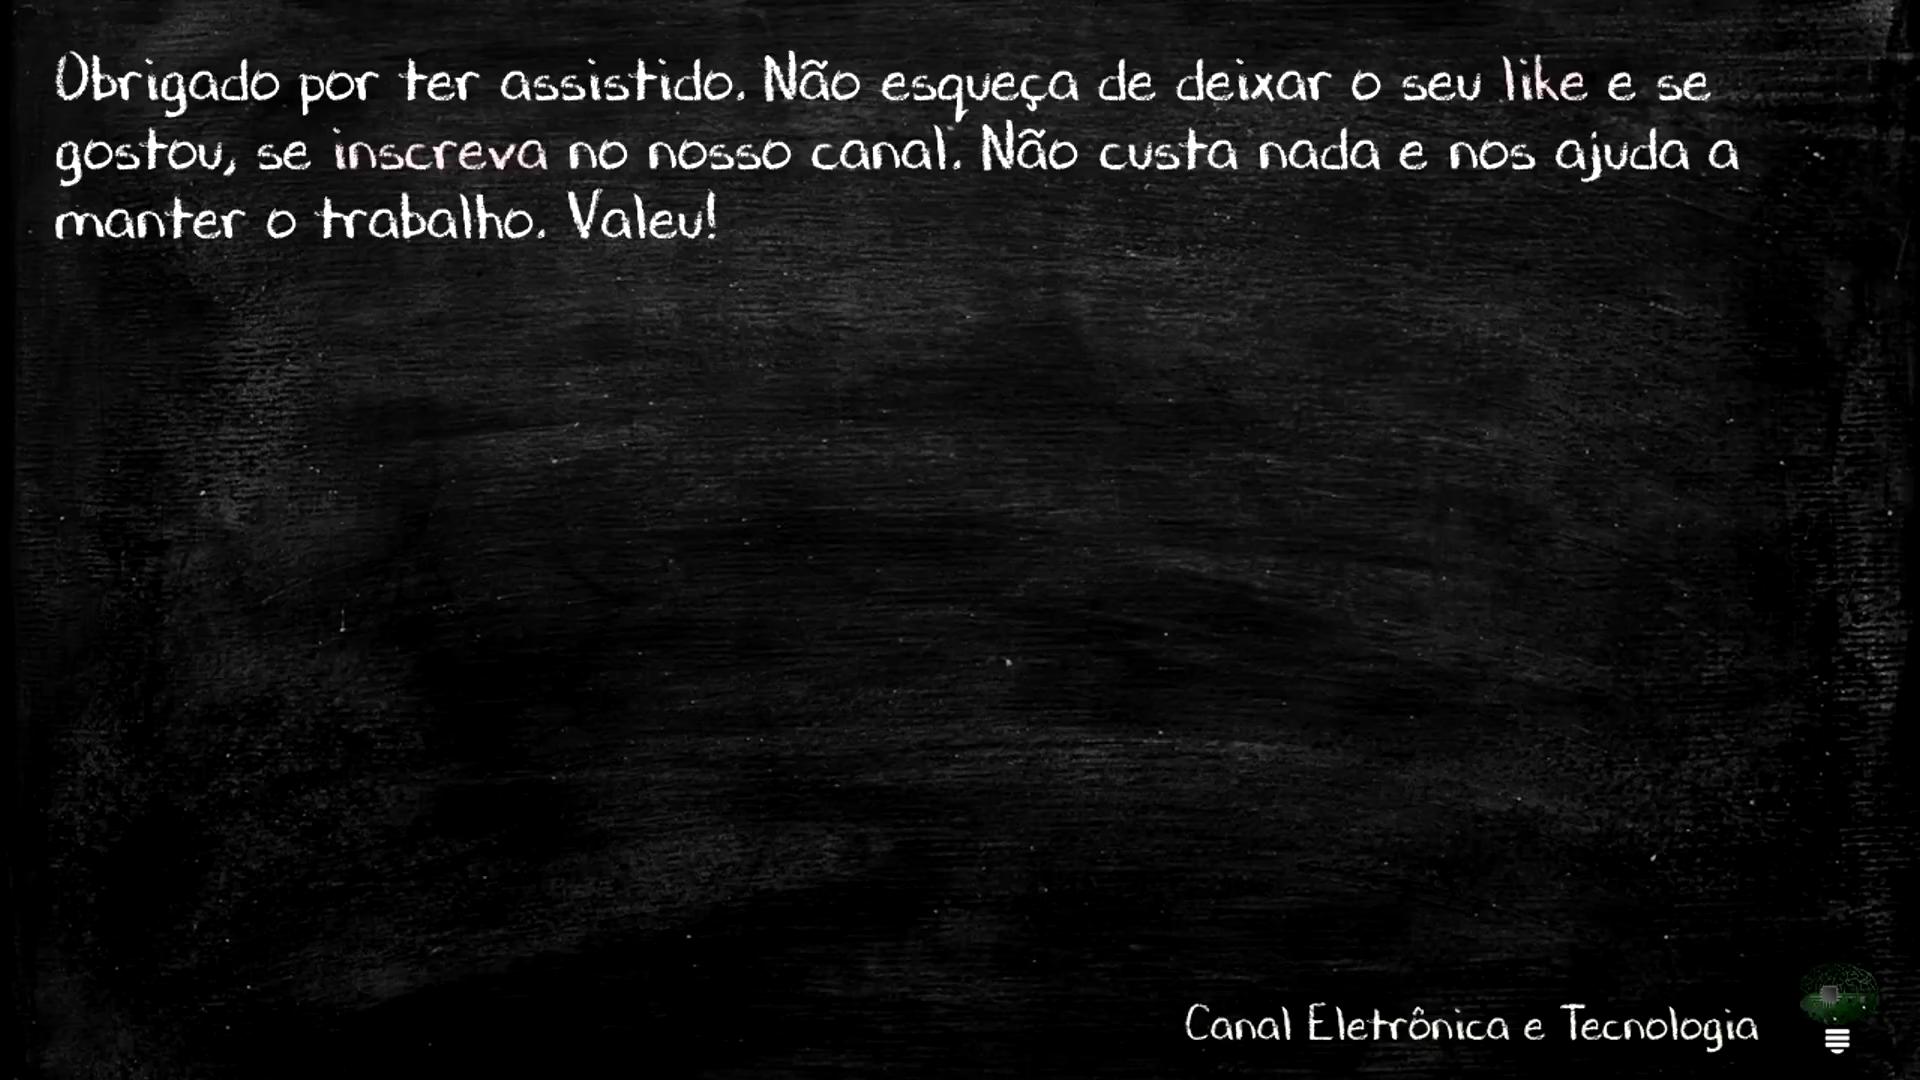 Obrigado por ter assistido. Não esqueça de deixar o seu like e se
gostou, se inscreva no nosso canal. Não custa nada e nos ajuda a
manter o trabalho. Valeu!
Canal Eletrônica e Tecnologia